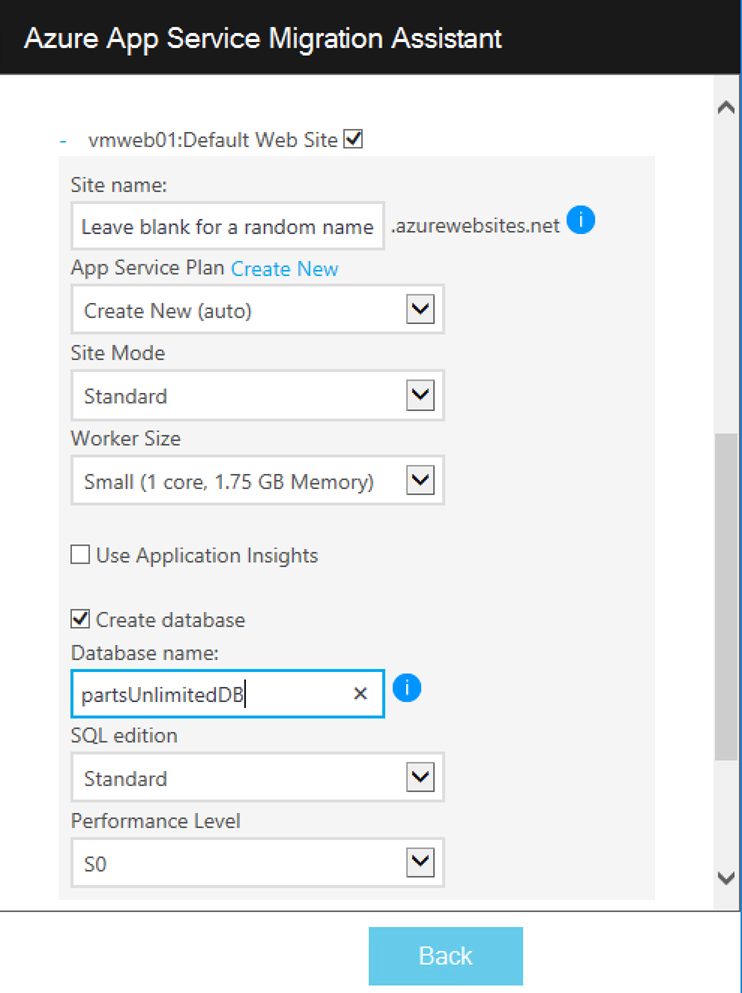 Azure App Service Migration Assistant
- vmweb01:Default Web Site
Site name:
Leave blank for a random name .azurewebsites.net i
App Service Plan Create New
Create New (auto)
Site Mode
Standard
Worker Size
Small (1 core, 1.75 GB Memory)
Use Application Insights
Create database
Database name:
partsUnlimitedDB × i
SQL edition
Standard
Performance Level
S0
Back